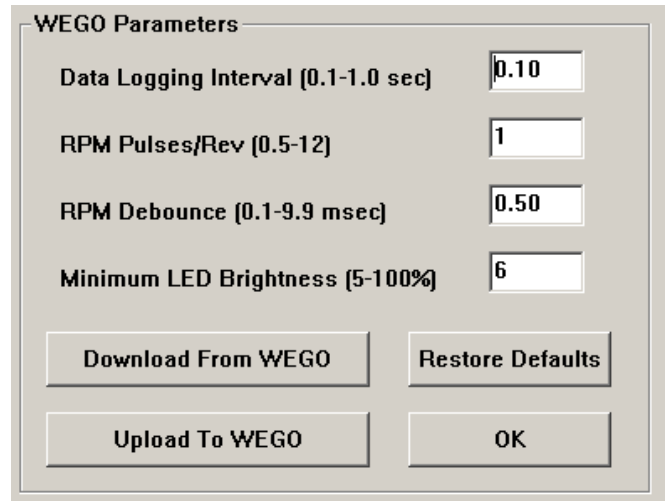 WEGO Parameters
Data Logging Interval (0.1-1.0 sec) 0.10
RPM Pulses/Rev (0.5-12) 1
RPM Debounce (0.1-9.9 msec) 0.50
Minimum LED Brightness (5-100%) 6
Download From WEGO Restore Defaults
Upload To WEGO OK